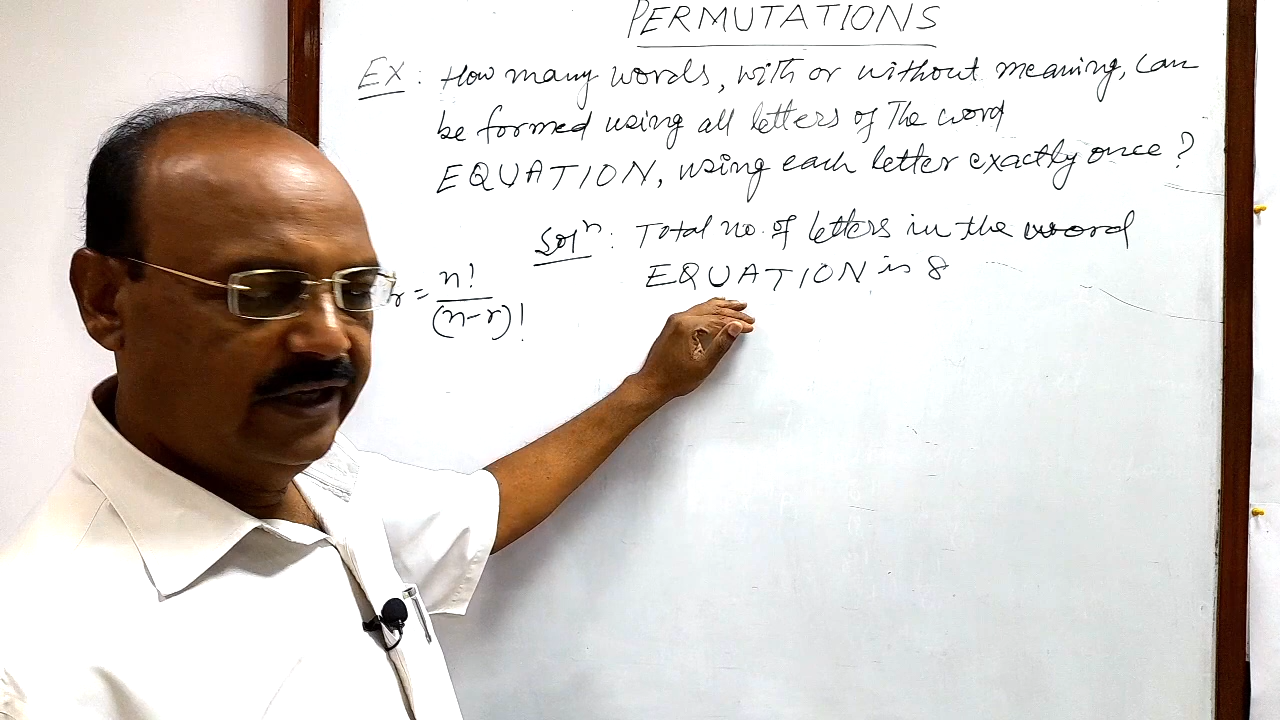 PERMUTATIONS
Ex: How many words, with or without meaning, can
be formed using all letters of The word
EQUATION, using each letter exactly once?
Solⁿ: Total no. of letters in the word
EQUATION is 8
r = n!
(n-r)!